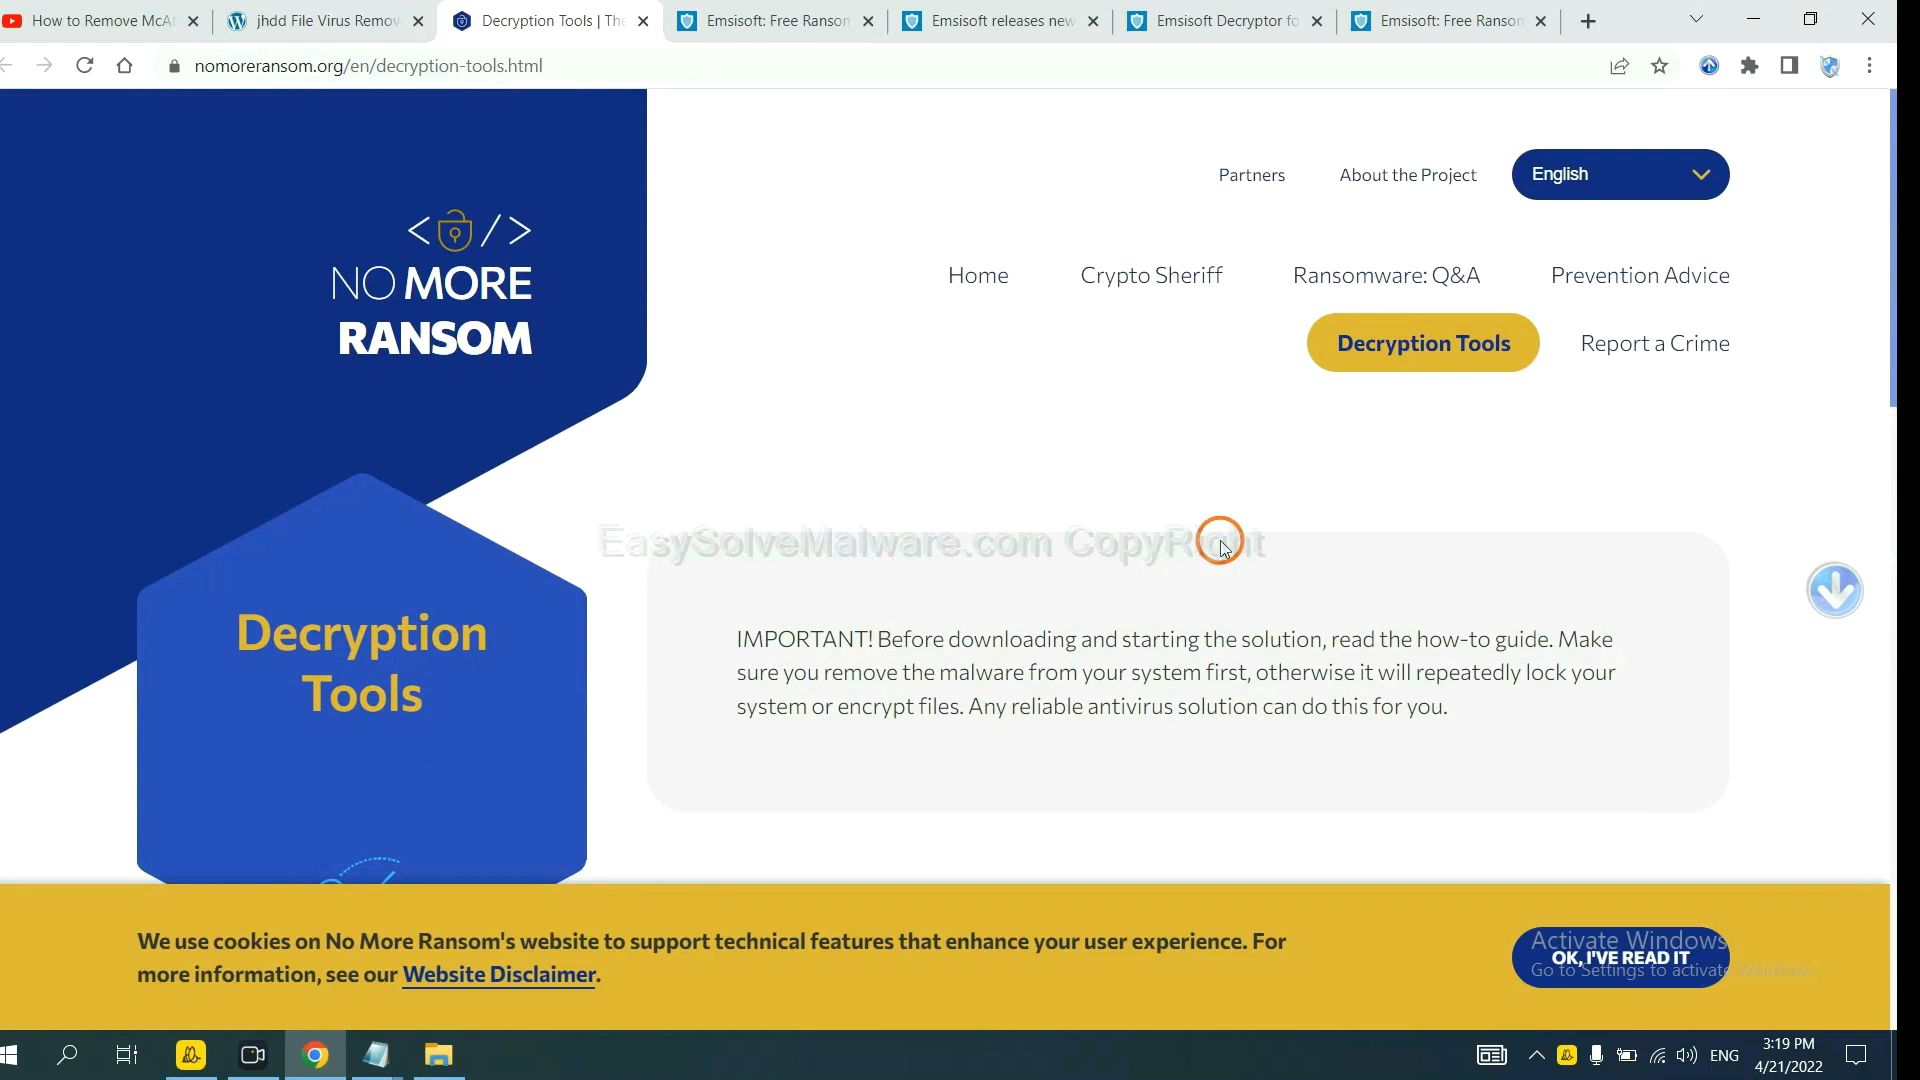 How to Remove McAf
jhdd File Virus Remov
Decryption Tools | The
Emsisoft: Free Ransom
Emsisoft releases new
Emsisoft Decryptor fo
Emsisoft: Free Ransom
nomoreransom.org/en/decryption-tools.html
Partners
About the Project
English
NO MORE
RANSOM
Home
Crypto Sheriff
Ransomware: Q&A
Prevention Advice
Decryption Tools
Report a Crime
EasySolveMalware.com CopyRight
Decryption
Tools
IMPORTANT! Before downloading and starting the solution, read the how-to guide. Make
sure you remove the malware from your system first, otherwise it will repeatedly lock your
system or encrypt files. Any reliable antivirus solution can do this for you.
We use cookies on No More Ransom's website to support technical features that enhance your user experience. For
more information, see our Website Disclaimer.
OK, I'VE READ IT
Activate Windows
Go to Settings to activate Windows.
ENG
3:19 PM
4/21/2022